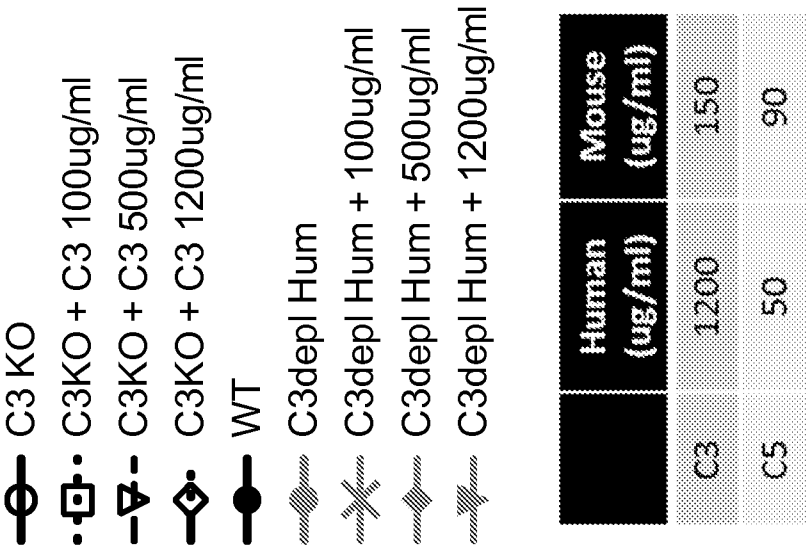 C3 KO
C3KO + C3 100ug/ml
C3KO + C3 500ug/ml
C3KO + C3 1200ug/ml
WT
C3depl Hum
C3depl Hum + 100ug/ml
C3depl Hum + 500ug/ml
C3depl Hum + 1200ug/ml
Human (ug/ml) Mouse (ug/ml)
C3 1200 150
C5 50 90